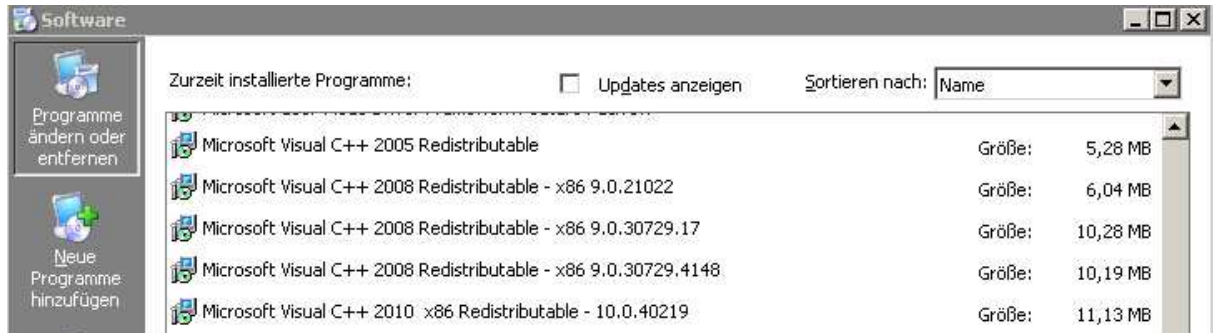 Software
Zurzeit installierte Programme:
Updates anzeigen
Sortieren nach:
Name
Programme
ändern oder
entfernen
Microsoft Visual C++ 2005 Redistributable
Größe:
5,28 MB
Microsoft Visual C++ 2008 Redistributable - x86 9.0.21022
Größe:
6,04 MB
Neue
Programme
hinzufügen
Microsoft Visual C++ 2008 Redistributable - x86 9.0.30729.17
Größe:
10,28 MB
Microsoft Visual C++ 2008 Redistributable - x86 9.0.30729.4148
Größe:
10,19 MB
Microsoft Visual C++ 2010 x86 Redistributable - 10.0.40219
Größe:
11,13 MB